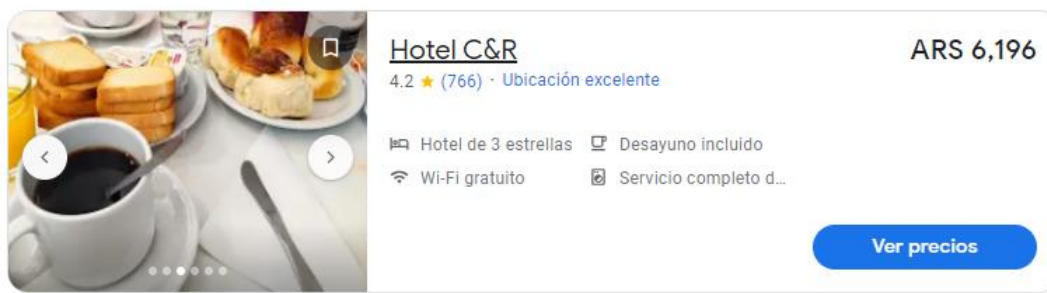 Hotel C&R
ARS 6,196
4.2 ★ (766) · Ubicación excelente
Hotel de 3 estrellas
Desayuno incluido
Wi-Fi gratuito
Servicio completo d...
Ver precios